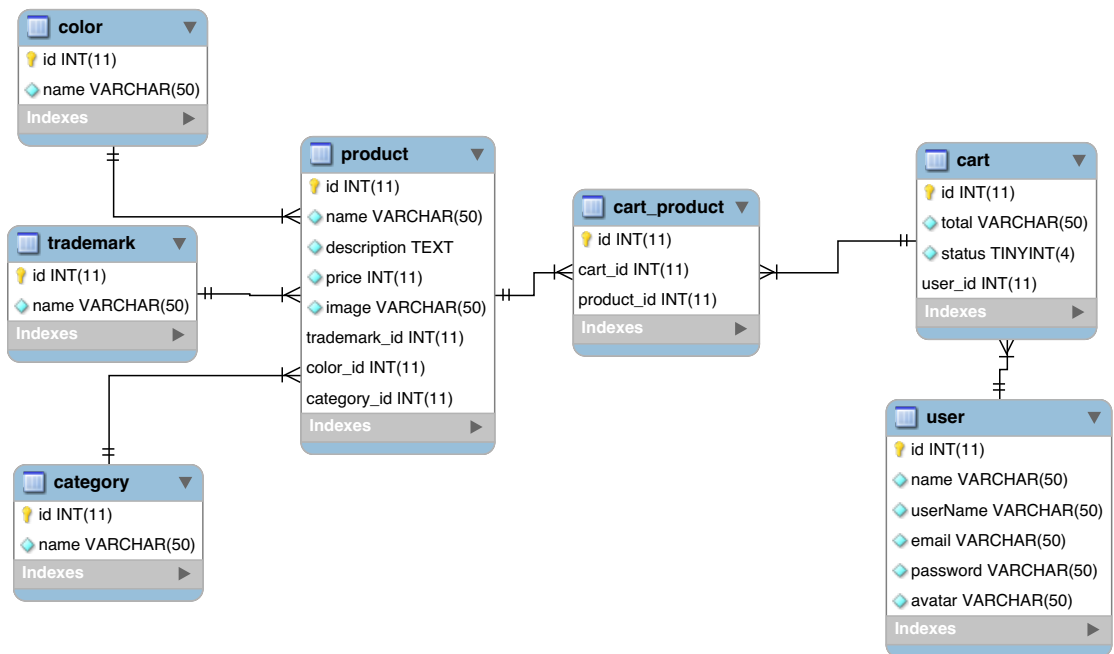 color
id INT(11)
name VARCHAR(50)
Indexes
trademark
id INT(11)
name VARCHAR(50)
Indexes
category
id INT(11)
name VARCHAR(50)
Indexes
product
id INT(11)
name VARCHAR(50)
description TEXT
price INT(11)
image VARCHAR(50)
trademark_id INT(11)
color_id INT(11)
category_id INT(11)
Indexes
cart_product
id INT(11)
cart_id INT(11)
product_id INT(11)
Indexes
cart
id INT(11)
total VARCHAR(50)
status TINYINT(4)
user_id INT(11)
Indexes
user
id INT(11)
name VARCHAR(50)
userName VARCHAR(50)
email VARCHAR(50)
password VARCHAR(50)
avatar VARCHAR(50)
Indexes